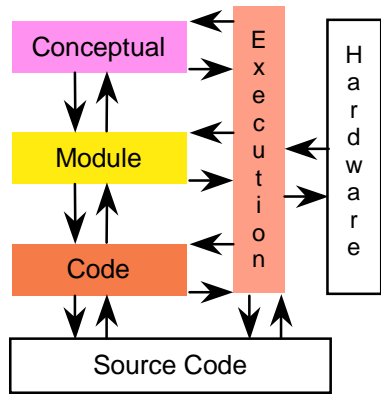 Conceptual
Module
Code
Execution
Hardware
Source Code